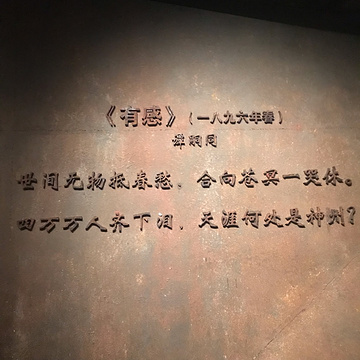 《有感》（一八九六年春）
谭嗣同
世间无物抵春愁，合向苍冥一哭休。
四万万人齐下泪，天涯何处是神州？